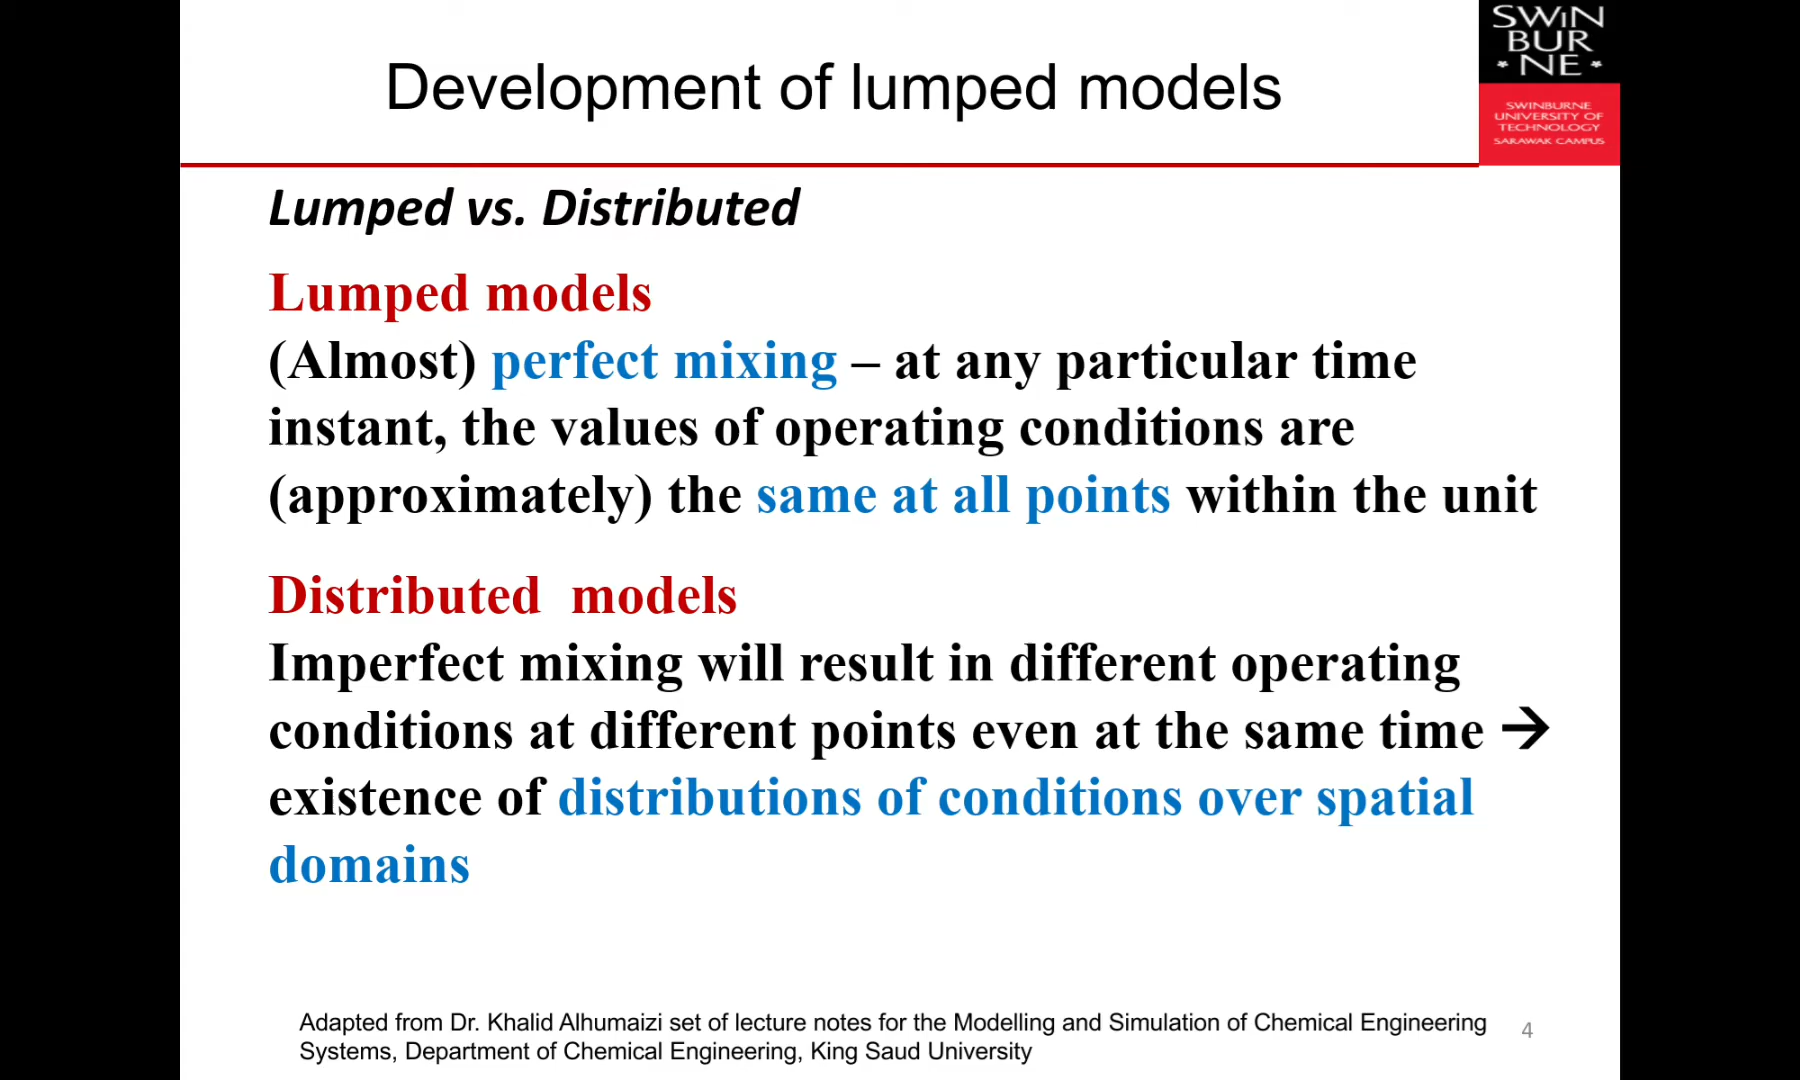 Development of lumped models
SWiN
BUR
* NE *
SWINBURNE
UNIVERSITY OF
TECHNOLOGY
SARAWAK CAMPUS
Lumped vs. Distributed
Lumped models
(Almost) perfect mixing – at any particular time
instant, the values of operating conditions are
(approximately) the same at all points within the unit
Distributed models
Imperfect mixing will result in different operating
conditions at different points even at the same time →
existence of distributions of conditions over spatial
domains
Adapted from Dr. Khalid Alhumaizi set of lecture notes for the Modelling and Simulation of Chemical Engineering
Systems, Department of Chemical Engineering, King Saud University
4